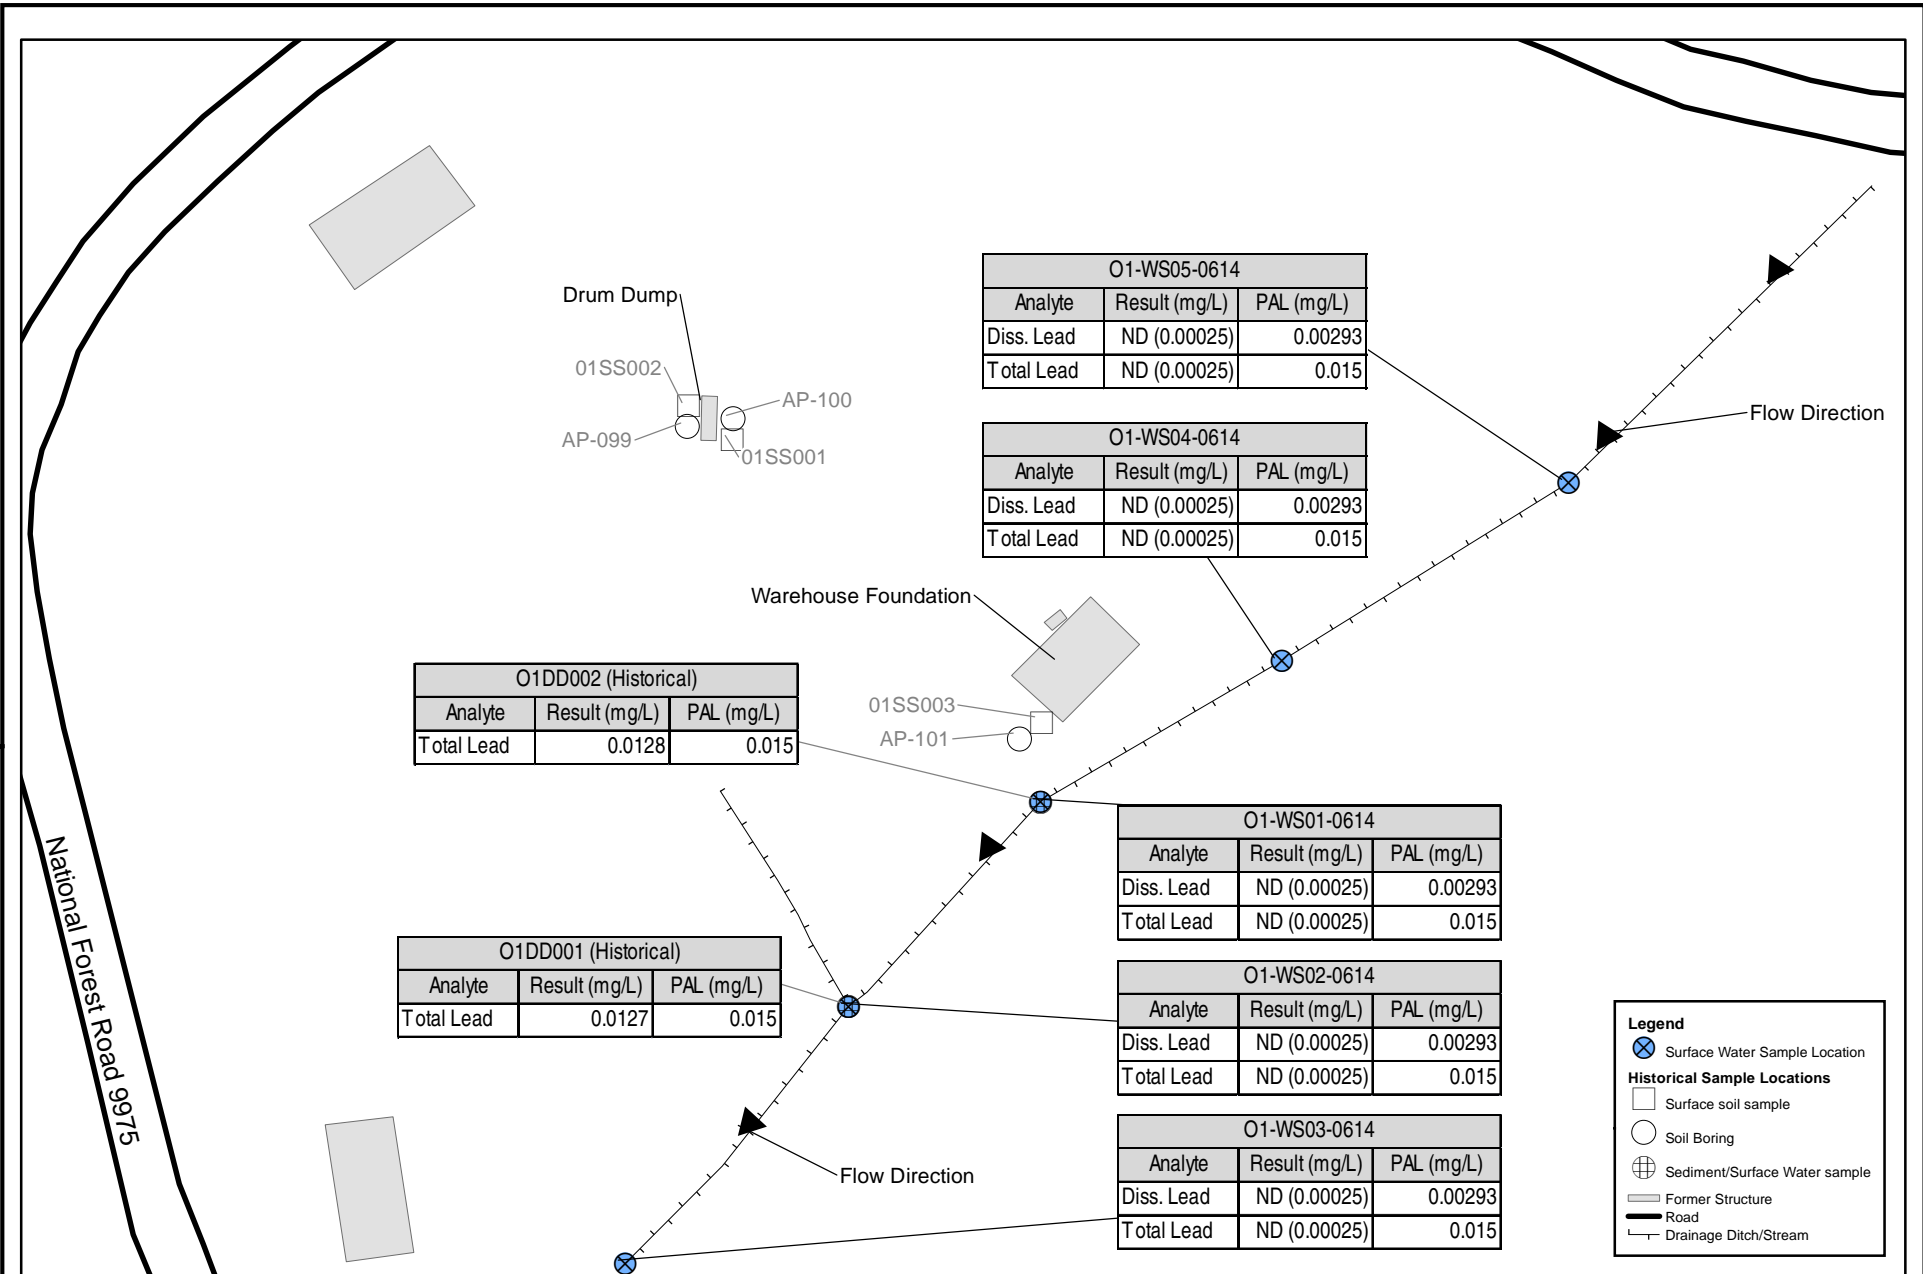 Drum Dump
01SS002
AP-100
AP-099
01SS001
O1-WS05-0614
Analyte Result (mg/L) PAL (mg/L)
Diss. Lead ND (0.00025) 0.00293
Total Lead ND (0.00025) 0.015
Flow Direction
O1-WS04-0614
Analyte Result (mg/L) PAL (mg/L)
Diss. Lead ND (0.00025) 0.00293
Total Lead ND (0.00025) 0.015
Warehouse Foundation
01SS003
AP-101
O1DD002 (Historical)
Analyte Result (mg/L) PAL (mg/L)
Total Lead 0.0128 0.015
O1-WS01-0614
Analyte Result (mg/L) PAL (mg/L)
Diss. Lead ND (0.00025) 0.00293
Total Lead ND (0.00025) 0.015
National Forest Road 9975
O1DD001 (Historical)
Analyte Result (mg/L) PAL (mg/L)
Total Lead 0.0127 0.015
O1-WS02-0614
Analyte Result (mg/L) PAL (mg/L)
Diss. Lead ND (0.00025) 0.00293
Total Lead ND (0.00025) 0.015
O1-WS03-0614
Analyte Result (mg/L) PAL (mg/L)
Diss. Lead ND (0.00025) 0.00293
Total Lead ND (0.00025) 0.015
Flow Direction
Legend
Surface Water Sample Location
Historical Sample Locations
Surface soil sample
Soil Boring
Sediment/Surface Water sample
Former Structure
Road
Drainage Ditch/Stream